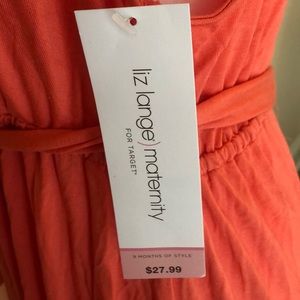 liz lange) maternity
FOR TARGET®
9 MONTHS OF STYLE
$27.99